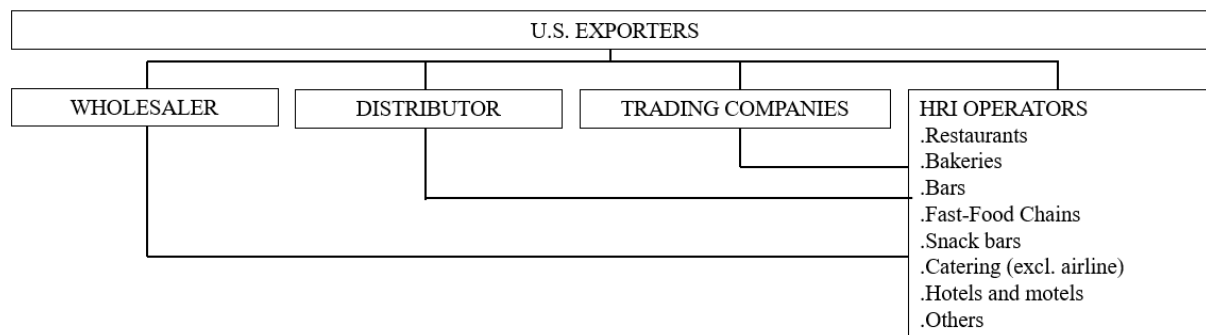 U.S. EXPORTERS
WHOLESALER
DISTRIBUTOR
TRADING COMPANIES
HRI OPERATORS
.Restaurants
.Bakeries
.Bars
.Fast-Food Chains
.Snack bars
.Catering (excl. airline)
.Hotels and motels
.Others